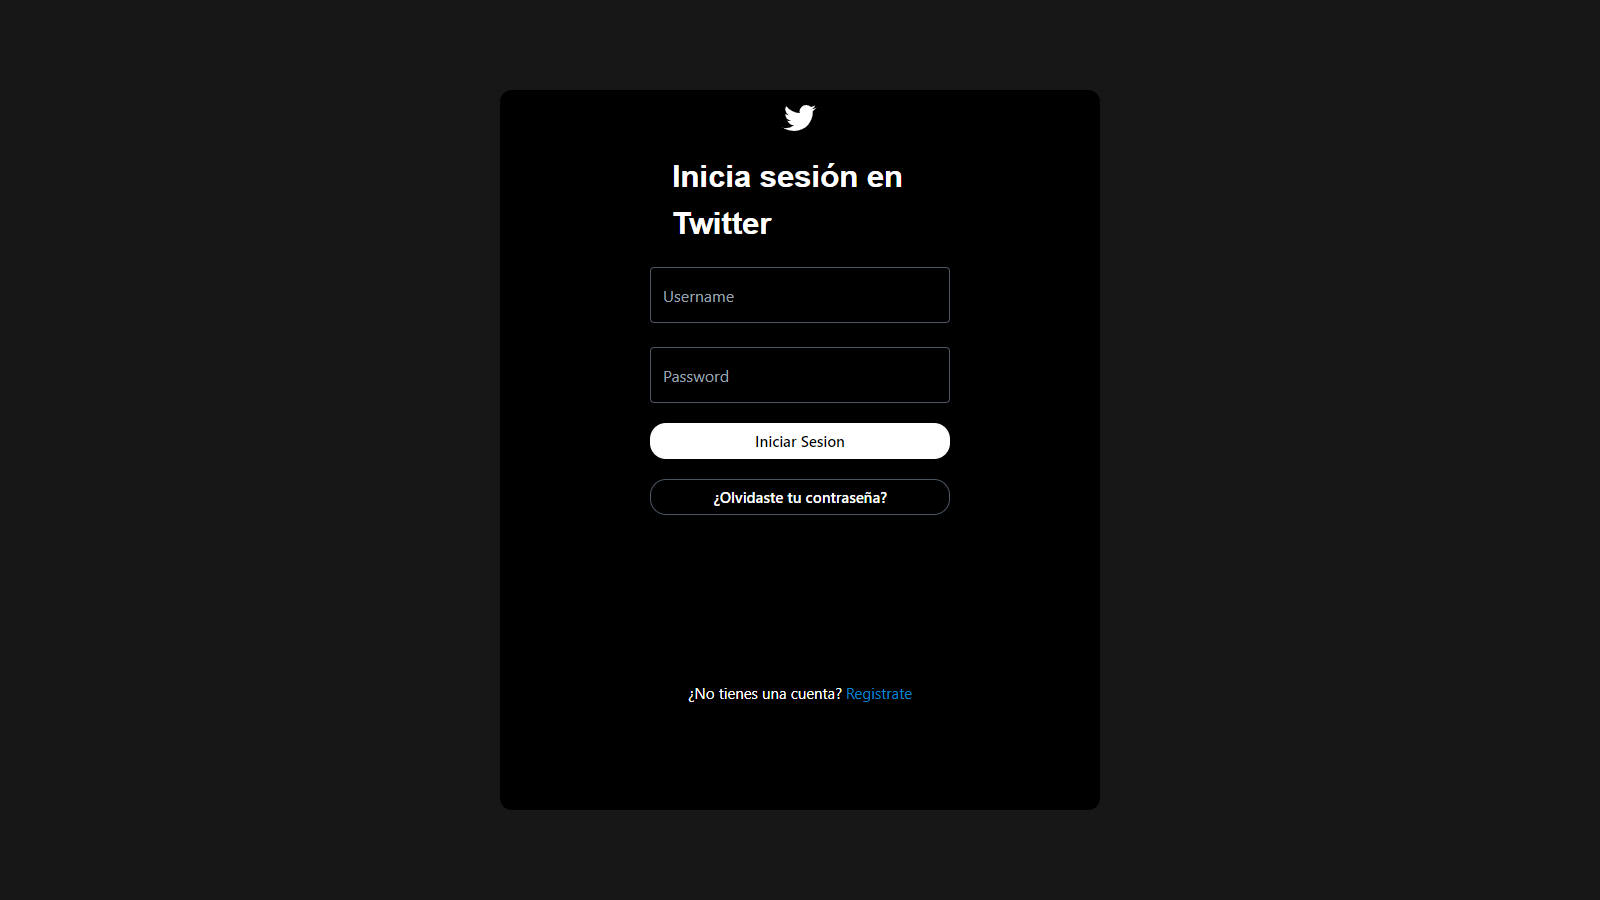 Inicia sesión en
Twitter
Username
Password
Iniciar Sesion
¿Olvidaste tu contraseña?
¿No tienes una cuenta? Registrate